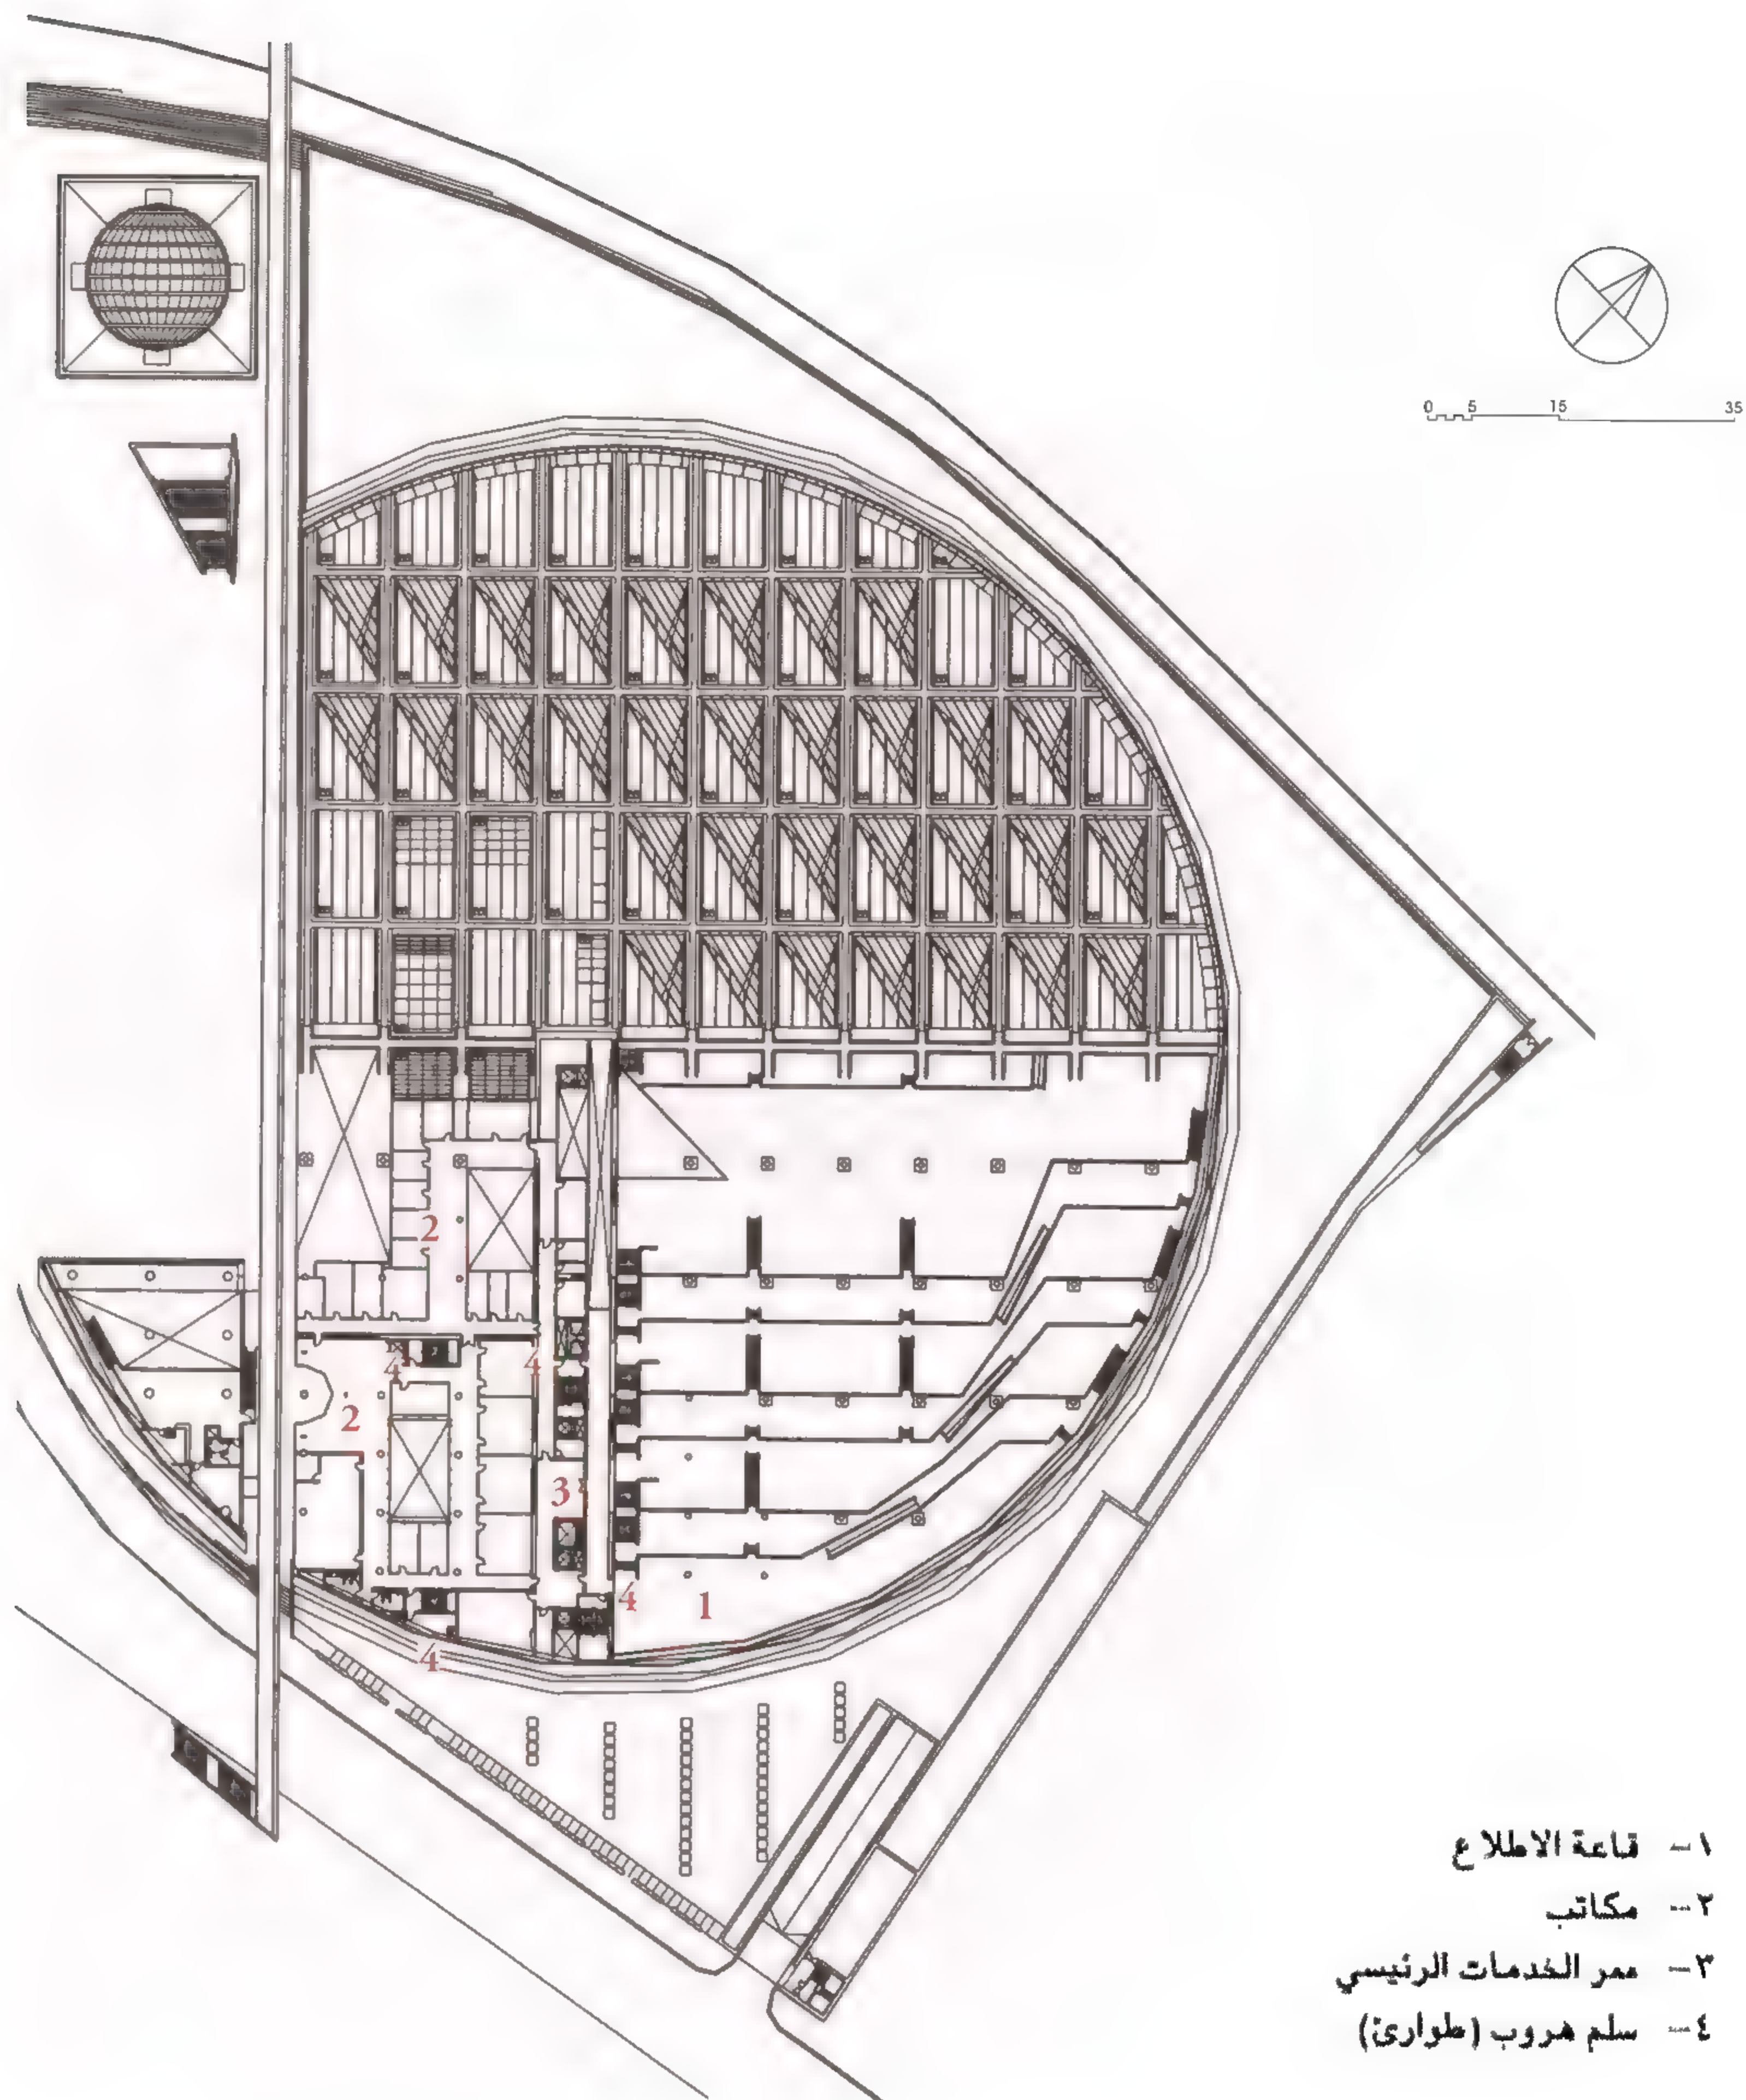 0 5 15 35
2
4 4
2
3
4 1
4
١- قاعة الاطلاع
٢- مكاتب
٣- ممر الخدمات الرئيسي
٤- سلم هروب (طوارئ)